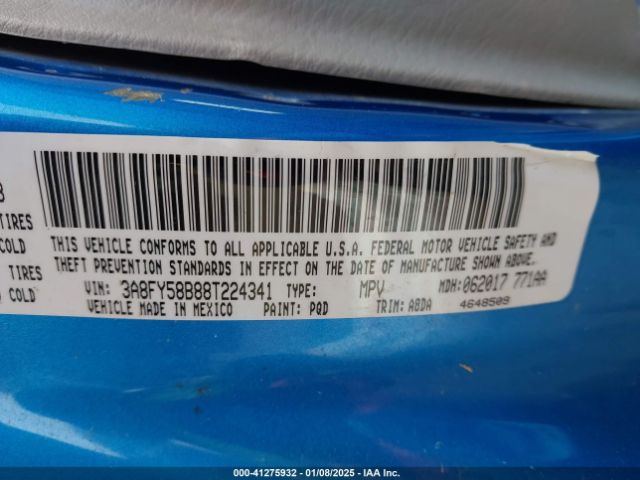 8
TIRES
COLD
TIRES
COLD
THIS VEHICLE CONFORMS TO ALL APPLICABLE U.S.A. FEDERAL MOTOR VEHICLE SAFETY AND
THEFT PREVENTION STANDARDS IN EFFECT ON THE DATE OF MANUFACTURE SHOWN ABOVE.
VIN: 3A8FY58B88T224341 TYPE: MPV MDH:062017 771AA
VEHICLE MADE IN MEXICO PAINT: PQD TRIM: A8DA 4648509
000-41275932 - 01/08/2025 - IAA Inc.